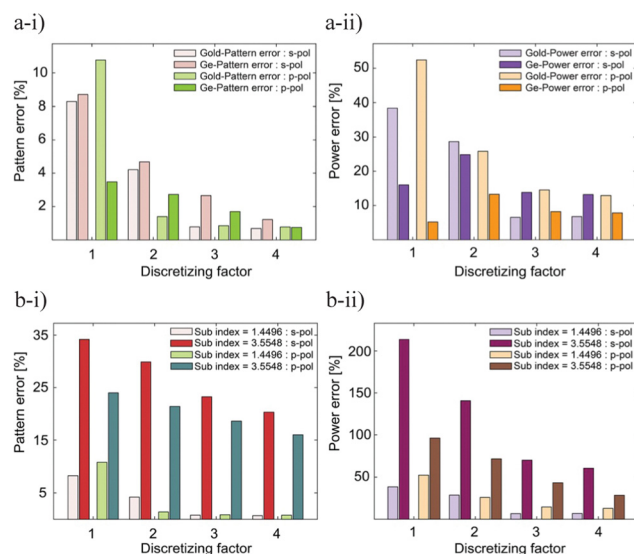 a-i)
Pattern error [%]
10
8
6
4
2
Gold-Pattern error : s-pol
Ge-Pattern error : s-pol
Gold-Pattern error : p-pol
Ge-Pattern error : p-pol
1 2 3 4
Discretizing factor
a-ii)
Power error [%]
50
40
30
20
10
Gold-Power error : s-pol
Ge-Power error : s-pol
Gold-Power error : p-pol
Ge-Power error : p-pol
1 2 3 4
Discretizing factor
b-i)
Pattern error [%]
35
25
15
5
Sub index = 1.4496 : s-pol
Sub index = 3.5548 : s-pol
Sub index = 1.4496 : p-pol
Sub index = 3.5548 : p-pol
1 2 3 4
Discretizing factor
b-ii)
Power error [%]
200
150
100
50
Sub index = 1.4496 : s-pol
Sub index = 3.5548 : s-pol
Sub index = 1.4496 : p-pol
Sub index = 3.5548 : p-pol
1 2 3 4
Discretizing factor